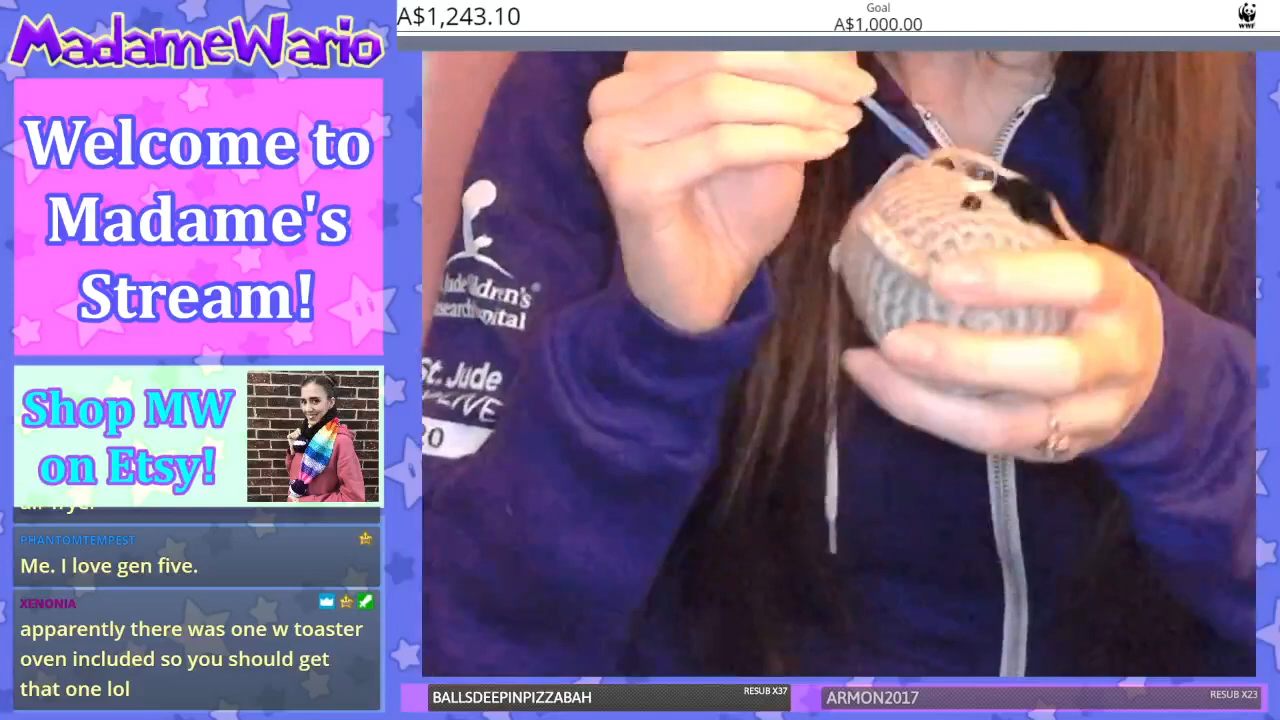 MadameWario
Welcome to
Madame's
Stream!
Shop MW
on Etsy!
PHANTOMTEMPEST
Me. I love gen five.
XENONIA
apparently there was one w toaster
oven included so you should get
that one lol
A$1,243.10
Goal
A$1,000.00
WWF
St. Jude
BALLSDEEPINPIZZABAH
RESUB X37
ARMON2017
RESUB X23